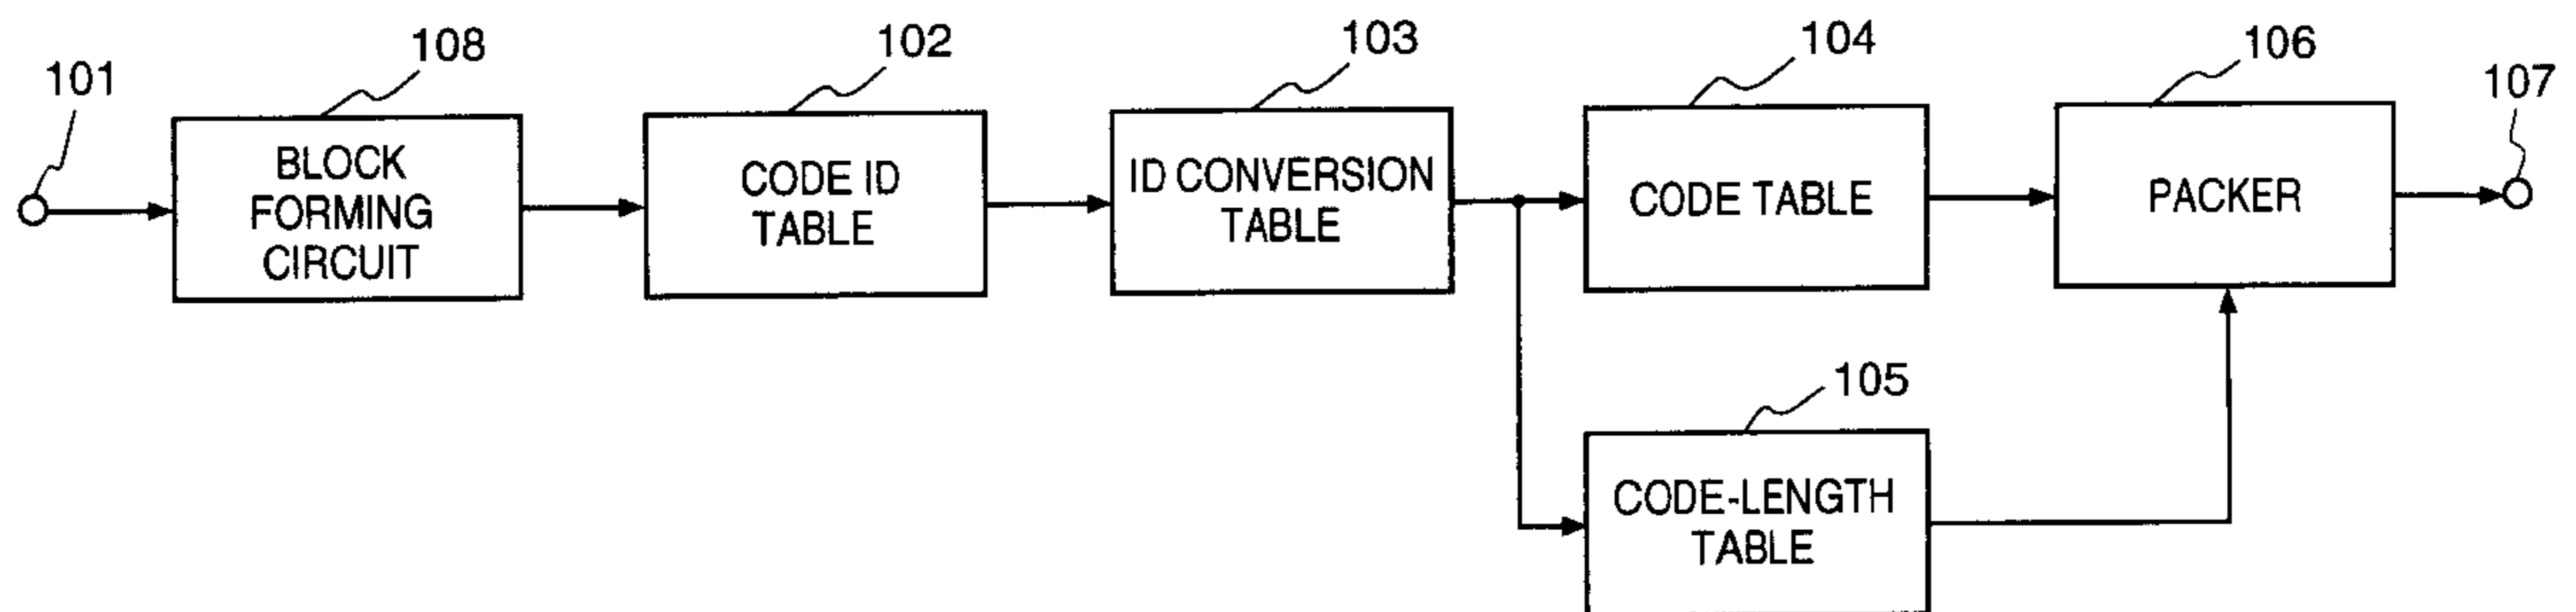 101
108
BLOCK
FORMING
CIRCUIT
102
CODE ID
TABLE
103
ID CONVERSION
TABLE
104
CODE TABLE
106
PACKER
107
105
CODE-LENGTH
TABLE